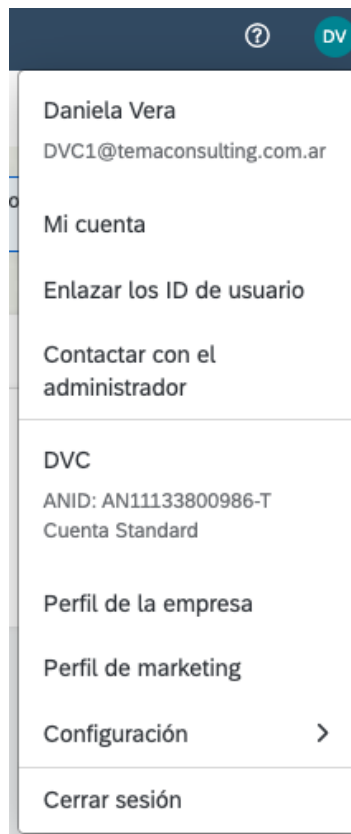 ?
DV
Daniela Vera
DVC1@temaconsulting.com.ar
o
Mi cuenta
Enlazar los ID de usuario
Contactar con el
administrador
DVC
ANID: AN11133800986-T
Cuenta Standard
Perfil de la empresa
Perfil de marketing
Configuración
Cerrar sesión